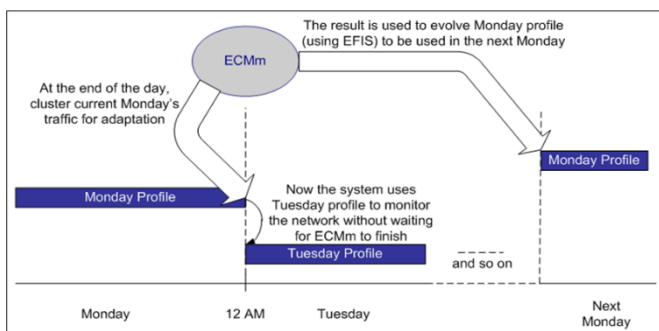 The result is used to evolve Monday profile
(using EFIS) to be used in the next Monday
ECMm
At the end of the day,
cluster current Monday's
traffic for adaptation
Monday Profile
Monday Profile
Now the system uses
Tuesday profile to monitor
the network without waiting
for ECMm to finish
Tuesday Profile
and so on
Monday
12 AM
Tuesday
Next
Monday